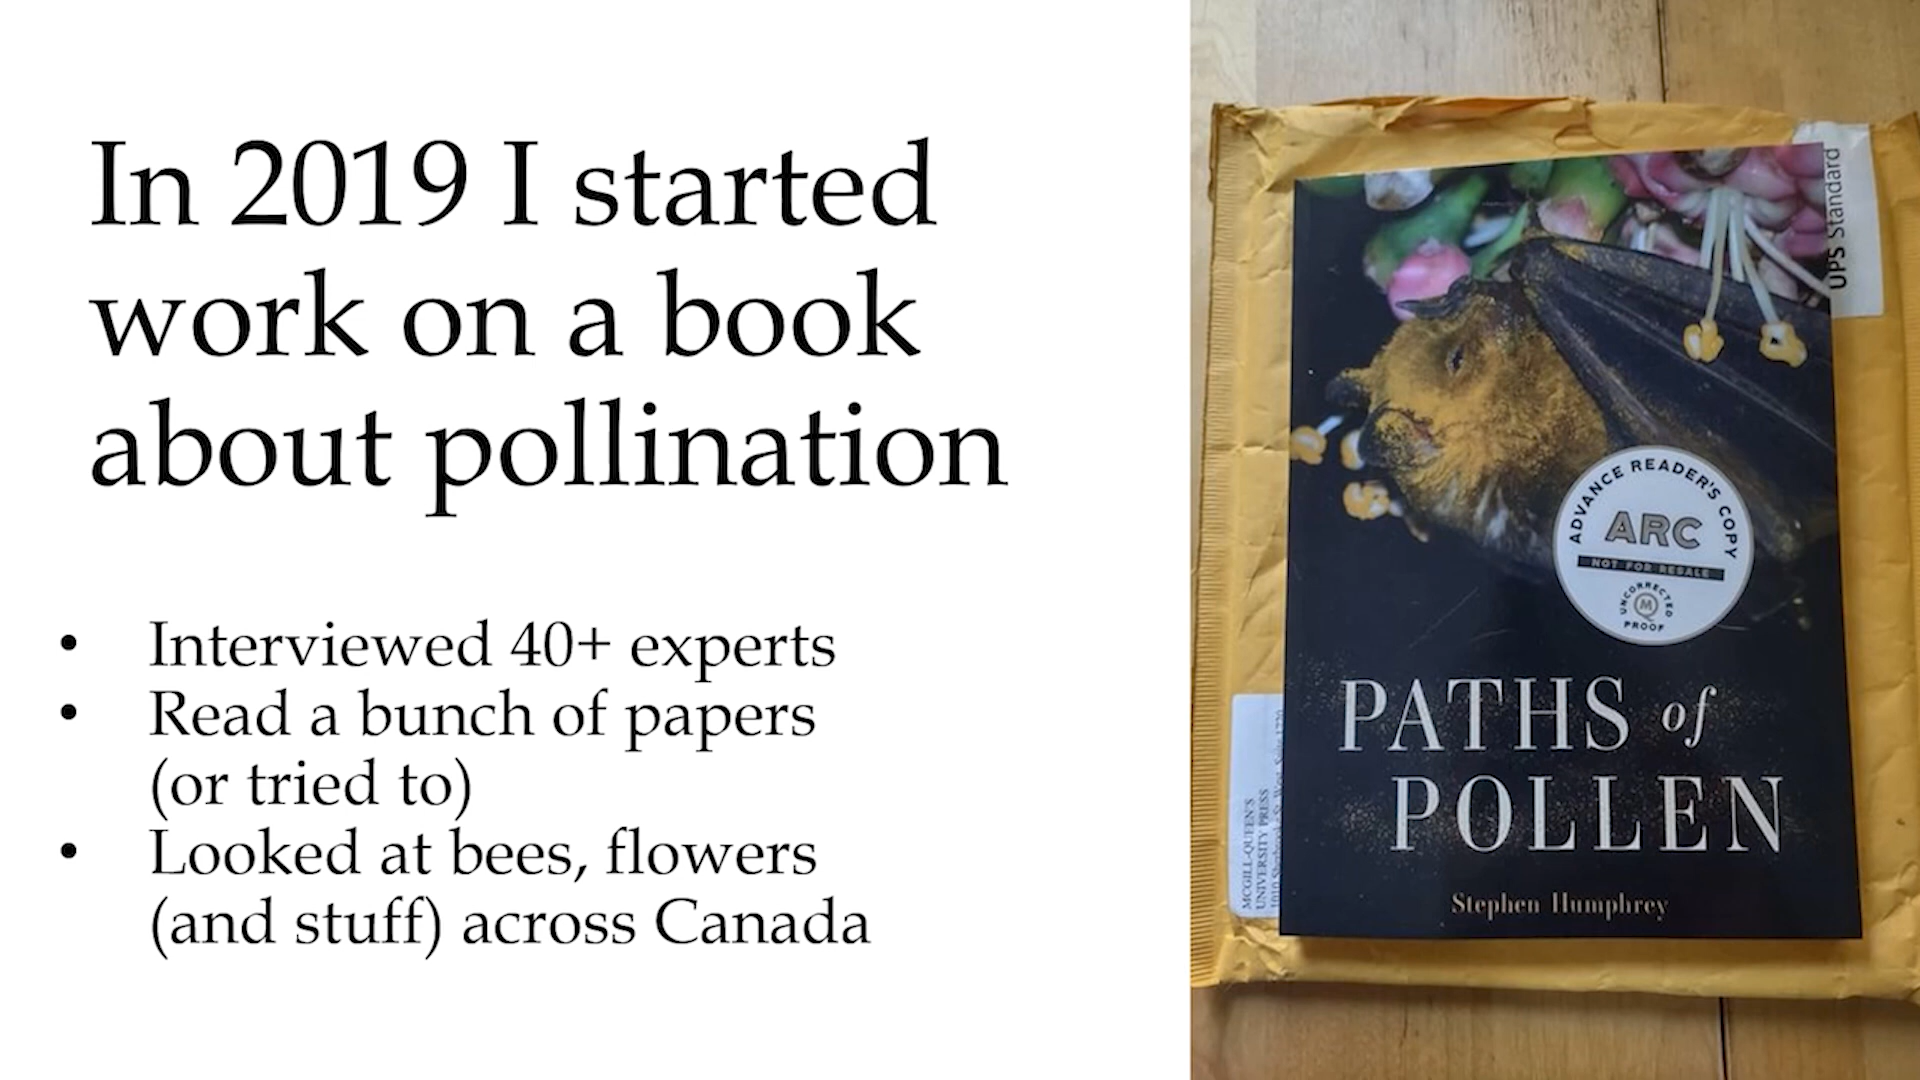 In 2019 I started
work on a book
about pollination
• Interviewed 40+ experts
• Read a bunch of papers
(or tried to)
• Looked at bees, flowers
(and stuff) across Canada
UPS Standard
ADVANCE READER'S COPY
ARC
NOT FOR RESALE
UNCORRECTED
MQ
PROOF
PATHS of
POLLEN
Stephen Humphrey
MCGILL-QUEEN'S
UNIVERSITY PRESS